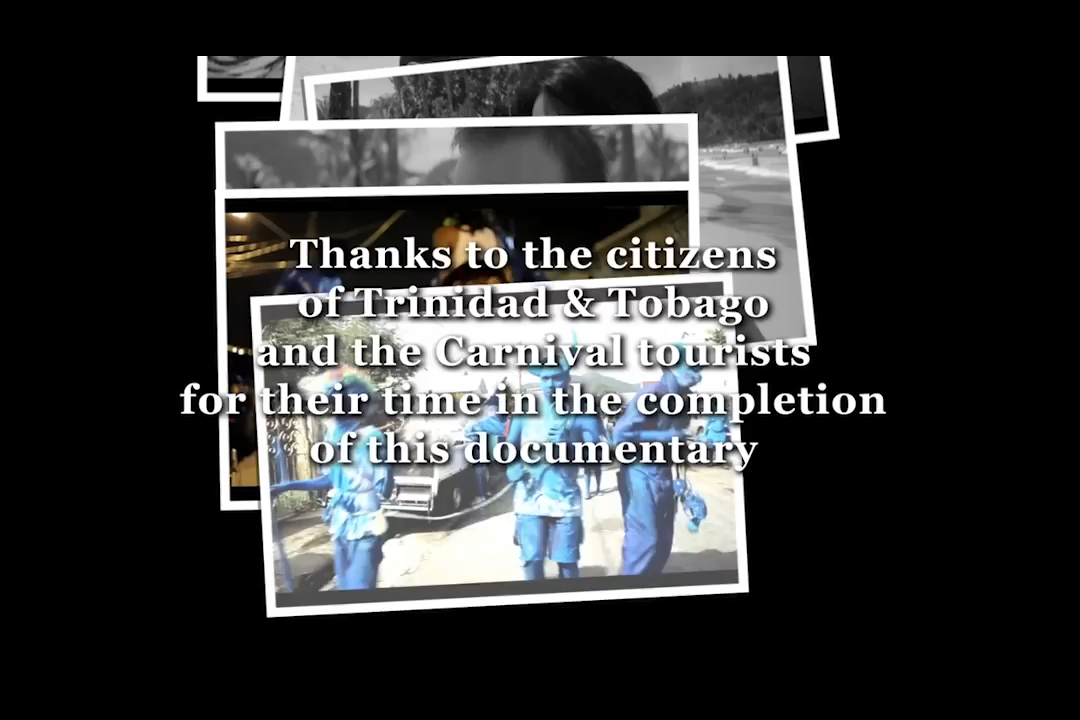 Thanks to the citizens
of Trinidad & Tobago
and the Carnival tourists
for their time in the completion
of this documentary